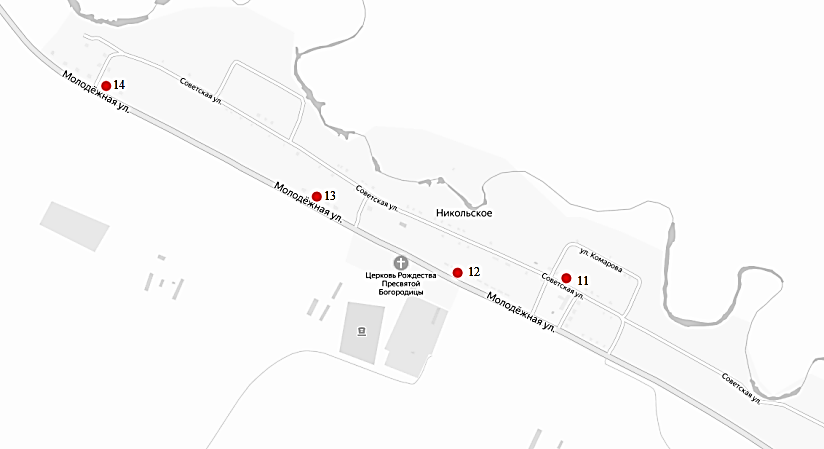 14
Молодёжная ул.
Советская ул.
13
Молодёжная ул.
Советская ул.
Никольское
ул. Комарова
12
11
Советская ул.
Церковь Рождества
Пресвятой
Богородицы
Молодёжная ул.
Советская ул.